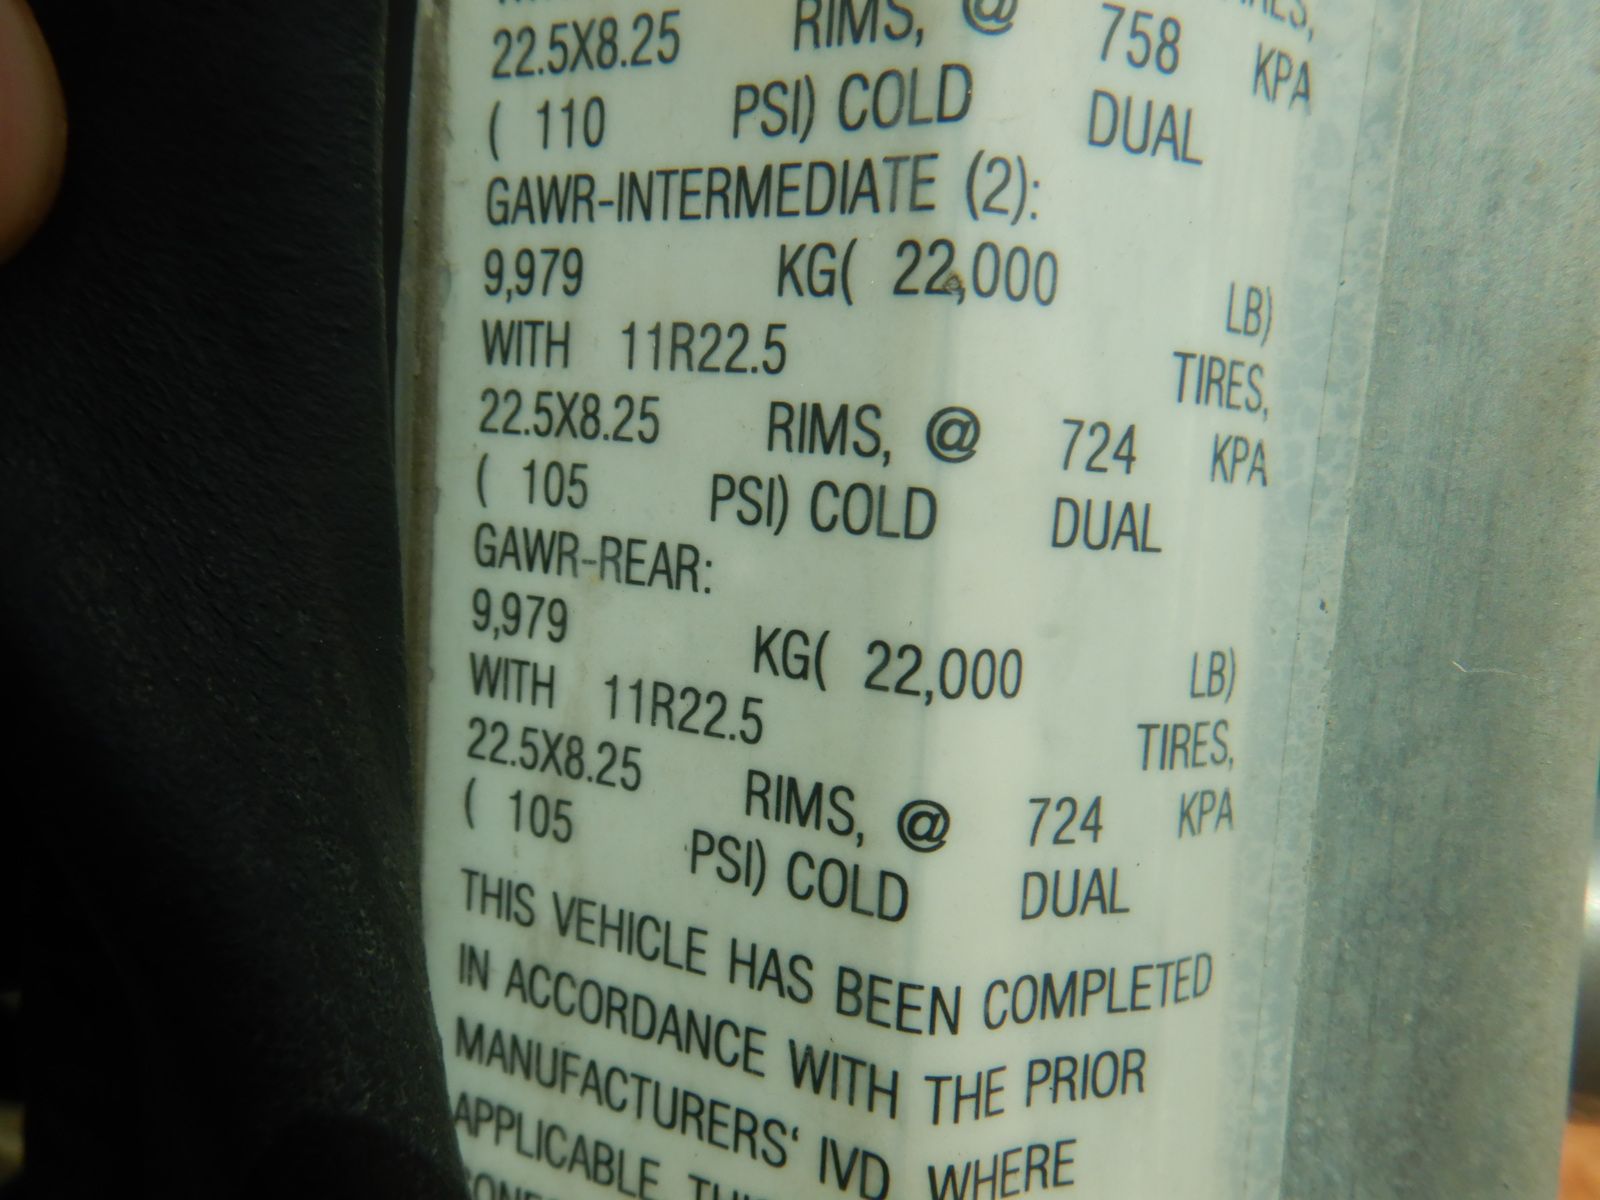 22.5X8.25 RIMS, @ 758 KPA
( 110 PSI) COLD DUAL
GAWR-INTERMEDIATE (2):
9,979 KG( 22,000 LB)
WITH 11R22.5 TIRES,
22.5X8.25 RIMS, @ 724 KPA
( 105 PSI) COLD DUAL
GAWR-REAR:
9,979 KG( 22,000 LB)
WITH 11R22.5 TIRES,
22.5X8.25 RIMS, @ 724 KPA
( 105 PSI) COLD DUAL
THIS VEHICLE HAS BEEN COMPLETED
IN ACCORDANCE WITH THE PRIOR
MANUFACTURERS' IVD WHERE
APPLICABLE